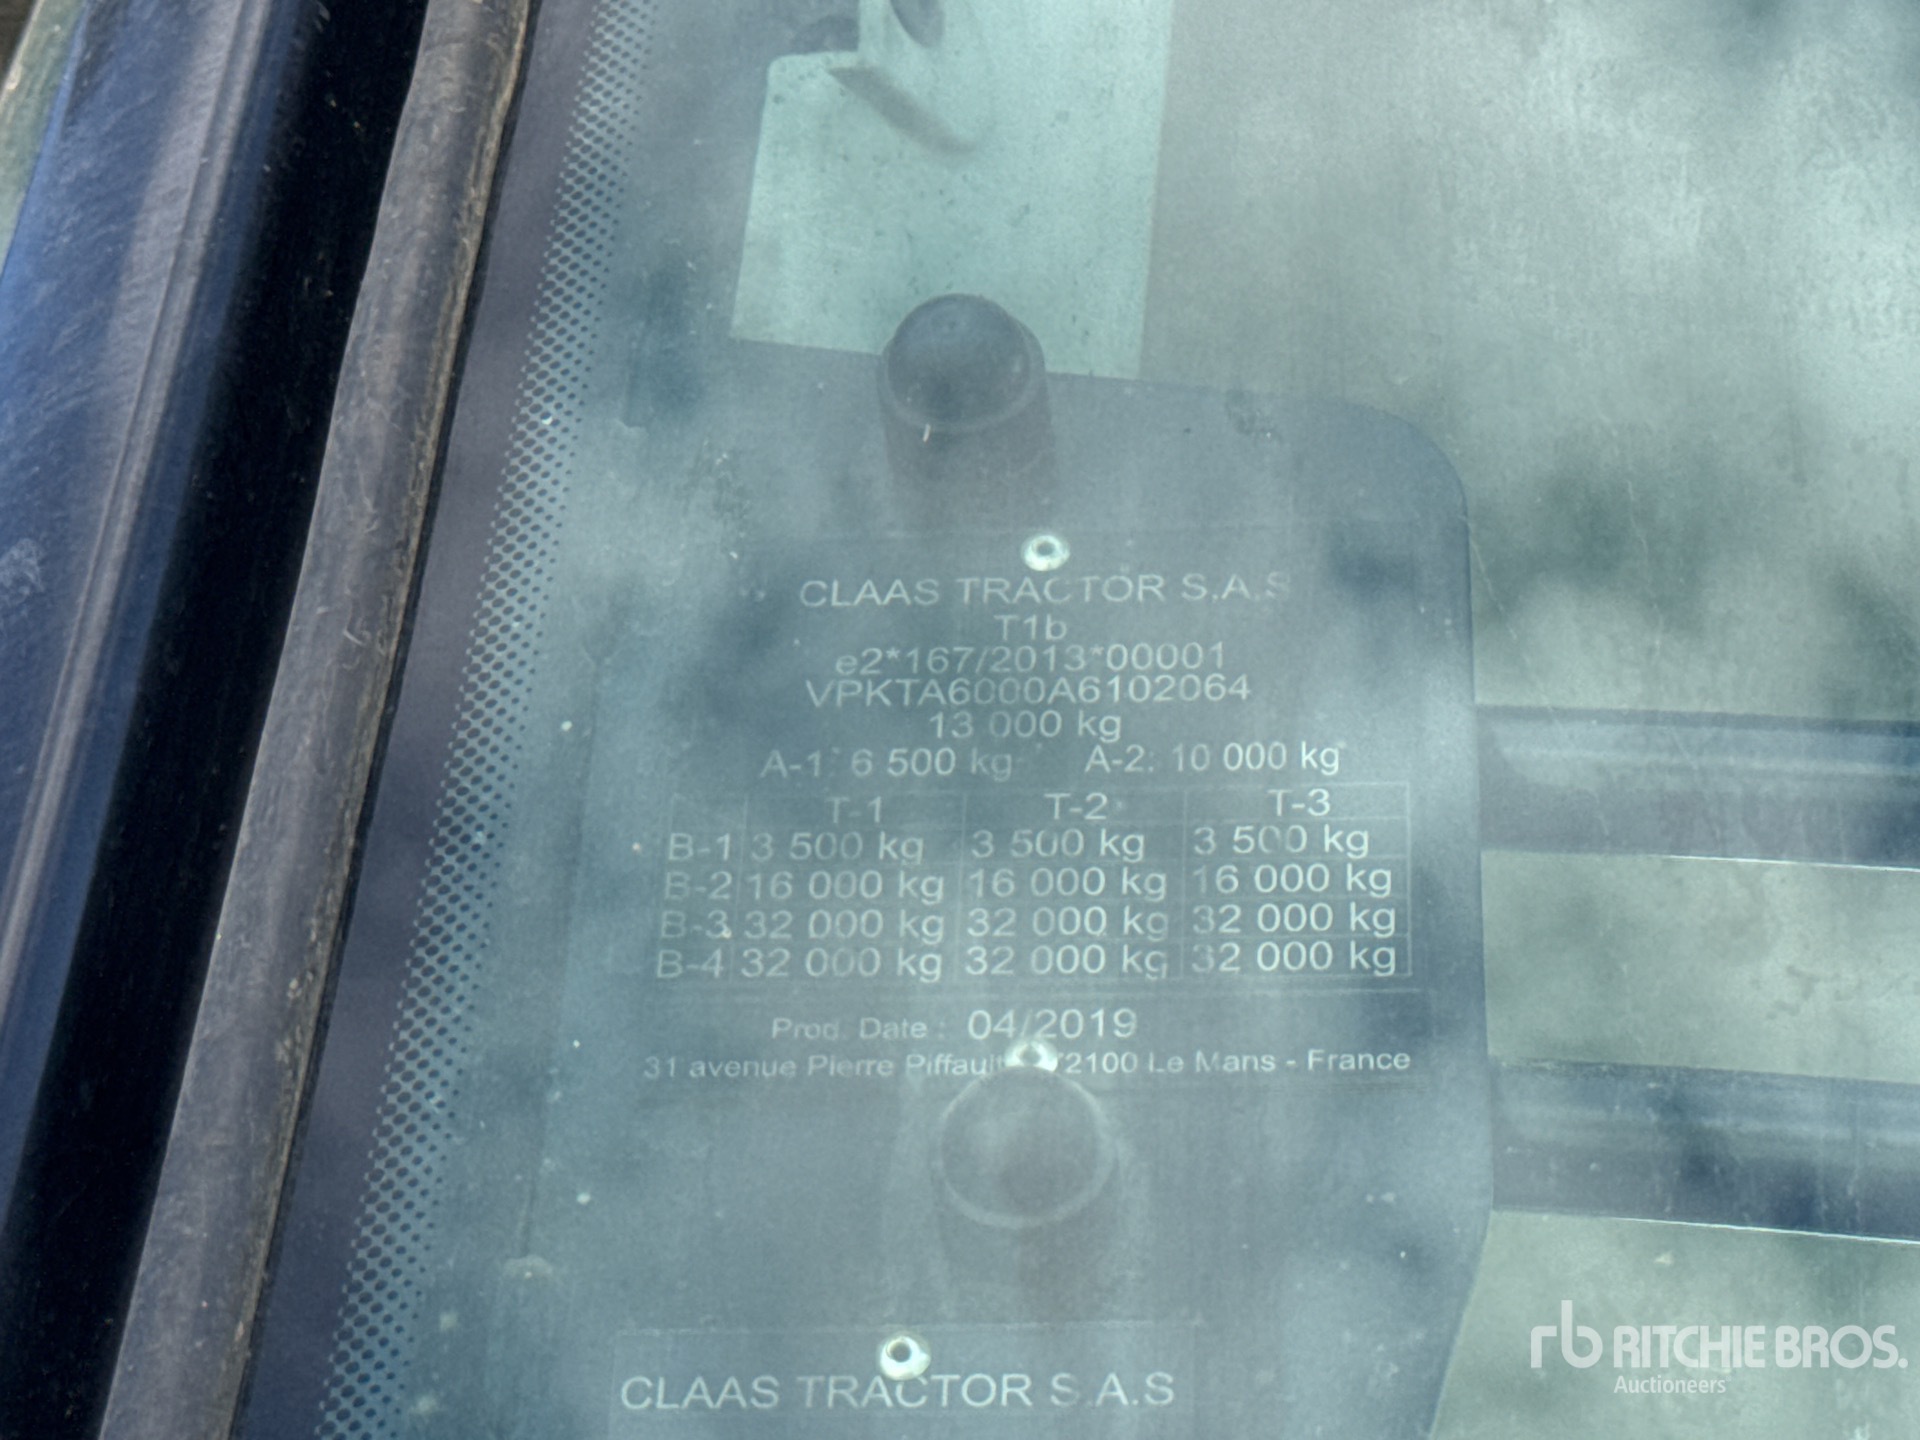 CLAAS TRACTOR S.A.S
T1b
e2*167/2013*00001
VPKTA6000A6102064
13 000 kg
A-1: 6 500 kg A-2: 10 000 kg
T-1 T-2 T-3
B-1 3 500 kg 3 500 kg 3 500 kg
B-2 16 000 kg 16 000 kg 16 000 kg
B-3 32 000 kg 32 000 kg 32 000 kg
B-4 32 000 kg 32 000 kg 32 000 kg
Prod. Date : 04/2019
31 avenue Pierre Piffault 72100 Le Mans - France
CLAAS TRACTOR S.A.S
rb RITCHIE BROS.
Auctioneers